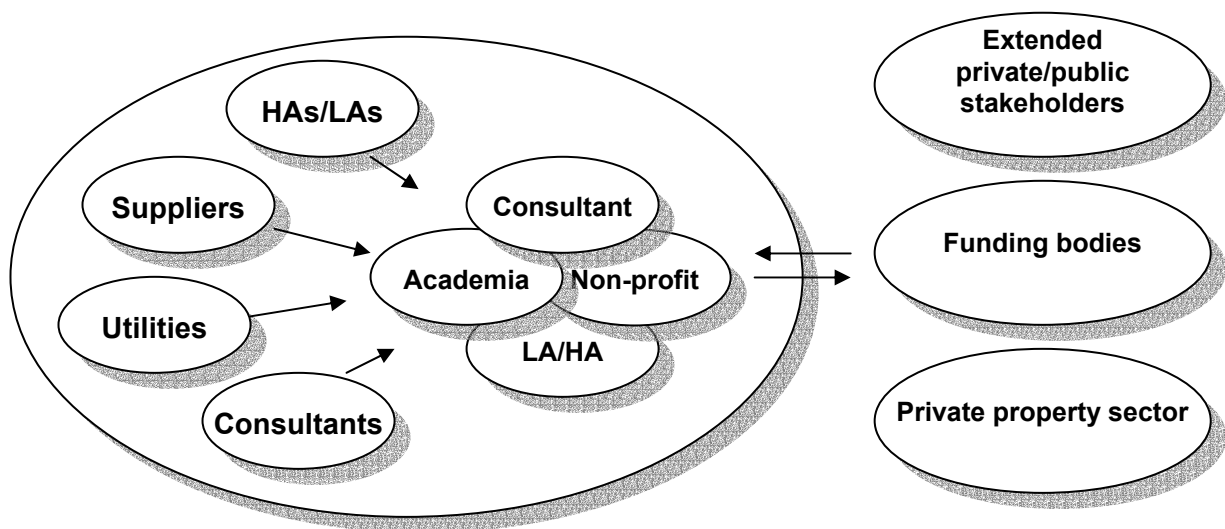 HAs/LAs
Suppliers
Utilities
Consultants
Consultant
Academia
Non-profit
LA/HA
Extended
private/public
stakeholders
Funding bodies
Private property sector